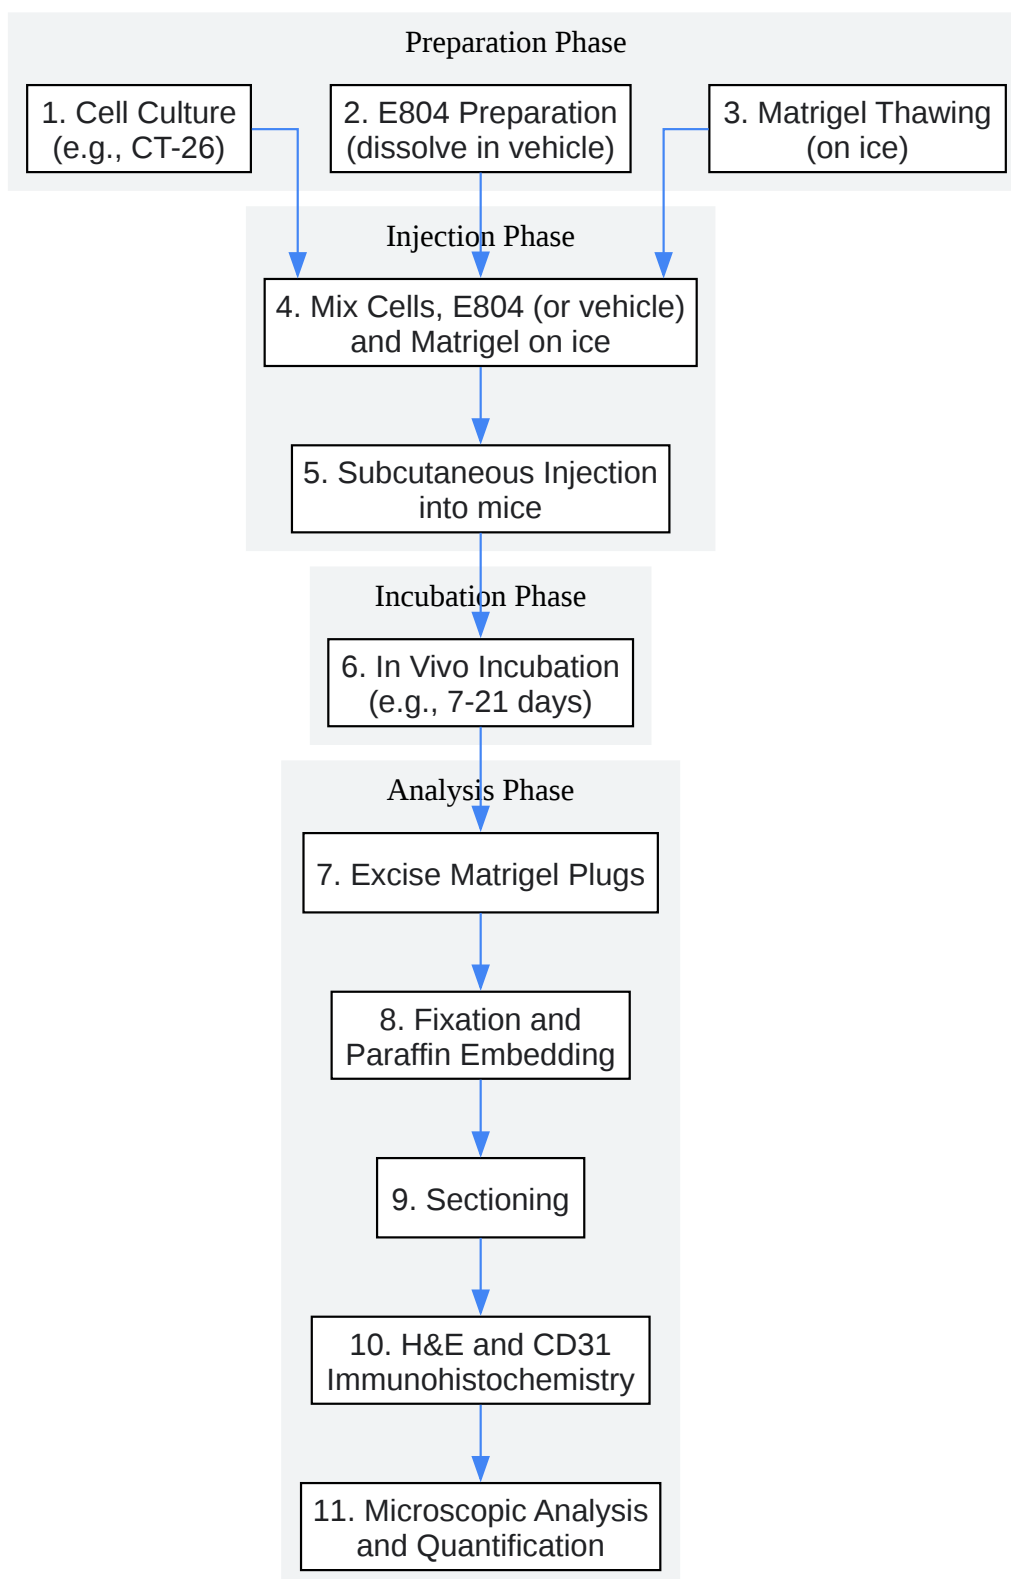 Preparation Phase
1. Cell Culture
(e.g., CT-26)
2. E804 Preparation
(dissolve in vehicle)
3. Matrigel Thawing
(on ice)
Injection Phase
4. Mix Cells, E804 (or vehicle)
and Matrigel on ice
5. Subcutaneous Injection
into mice
Incubation Phase
6. In Vivo Incubation
(e.g., 7-21 days)
Analysis Phase
7. Excise Matrigel Plugs
8. Fixation and
Paraffin Embedding
9. Sectioning
10. H&E and CD31
Immunohistochemistry
11. Microscopic Analysis
and Quantification